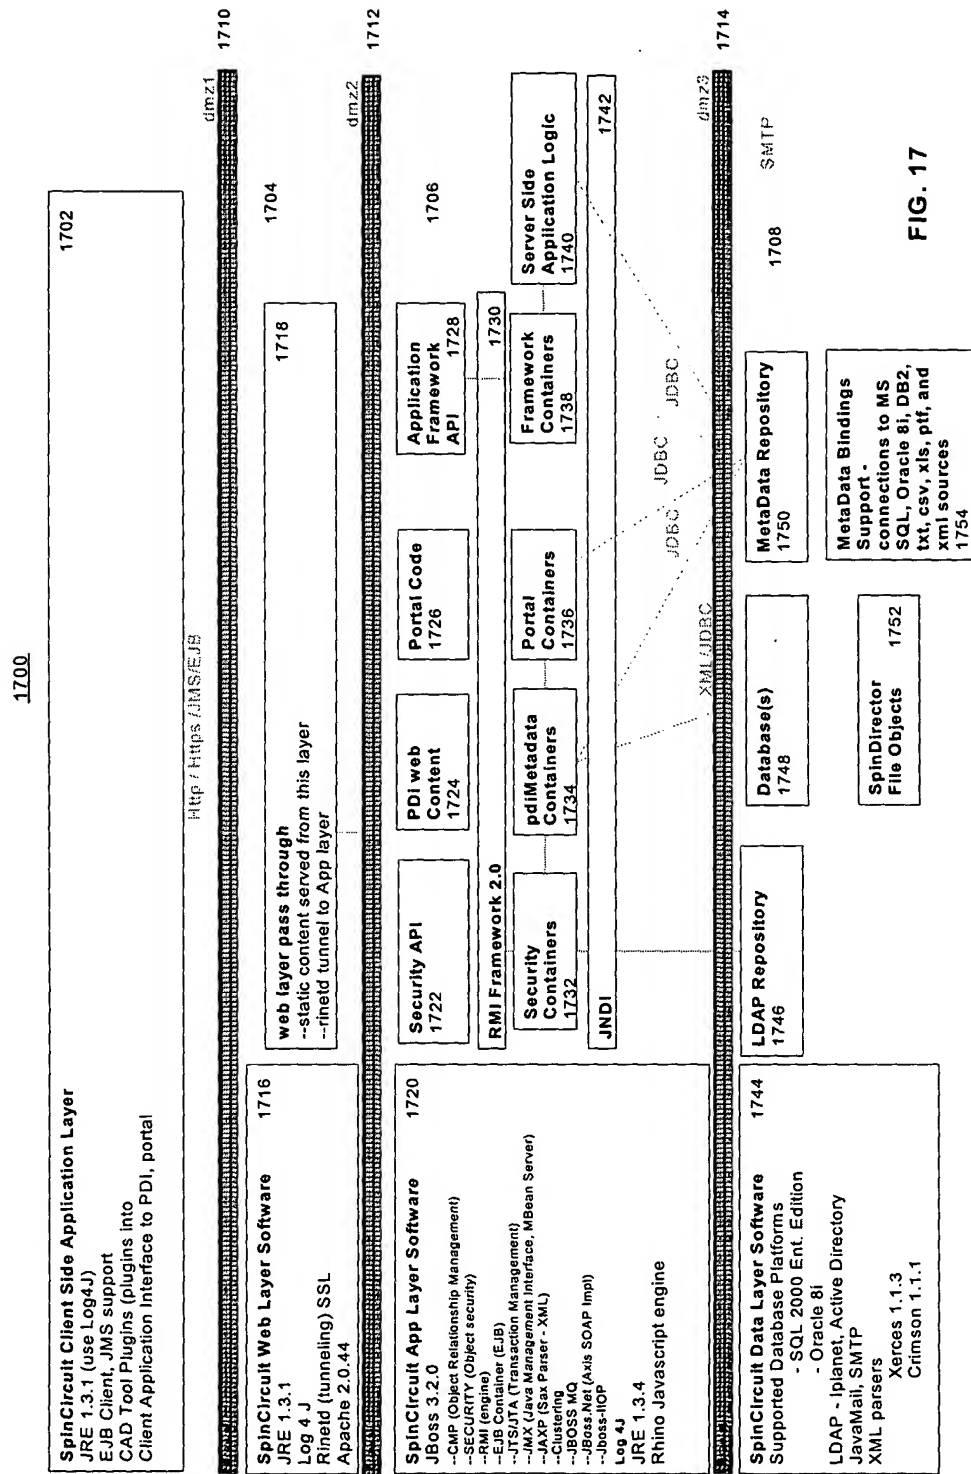 1700
SpinCircuit Client Side Application Layer
JRE 1.3.1 (use Log4J)
EJB Client, JMS support
CAD Tool Plugins (plugins into
Client Application Interface to PDI, portal
1702
Http / Https /JMS/EJB
dmz1
1710
SpinCircuit Web Layer Software
1716
JRE 1.3.1
Log 4 J
Rinetd (tunneling) SSL
Apache 2.0.44
web layer pass through
1718
--static content served from this layer
--rinetd tunnel to App layer
1704
dmz2
1712
SpinCircuit App Layer Software
1720
JBoss 3.2.0
--CMP (Object Relationship Management)
--SECURITY (Object security)
--RMI (engine)
--EJB Container (EJB)
--JTS/JTA (Transaction Management)
--JMX (Java Management Interface, MBean Server)
--JAXP (Sax Parser - XML)
--Clustering
--JBOSS MQ
--JBoss.Net (Axis SOAP Impl)
--Jboss-IIOP
Log 4J
JRE 1.3.4
Rhino Javascript engine
Security API
1722
PDi web
Content
1724
Portal Code
1726
Application
Framework
API 1728
1706
RMI Framework 2.0
1730
Security
Containers
1732
pdiMetadata
Containers
1734
Portal
Containers
1736
Framework
Containers
1738
Server Side
Application Logic
1740
JNDI
1742
XML/JDBC
JDBC
JDBC
JDBC
dmz3
1714
SpinCircuit Data Layer Software
1744
Supported Database Platforms
- SQL 2000 Ent. Edition
- Oracle 8i
LDAP - Iplanet, Active Directory
JavaMail, SMTP
XML parsers
Xerces 1.1.3
Crimson 1.1.1
LDAP Repository
1746
Database(s)
1748
MetaData Repository
1750
1708
SMTP
SpinDirector
File Objects 1752
MetaData Bindings
Support -
connections to MS
SQL, Oracle 8i, DB2,
txt, csv, xls, ptf, and
xml sources
1754
FIG. 17